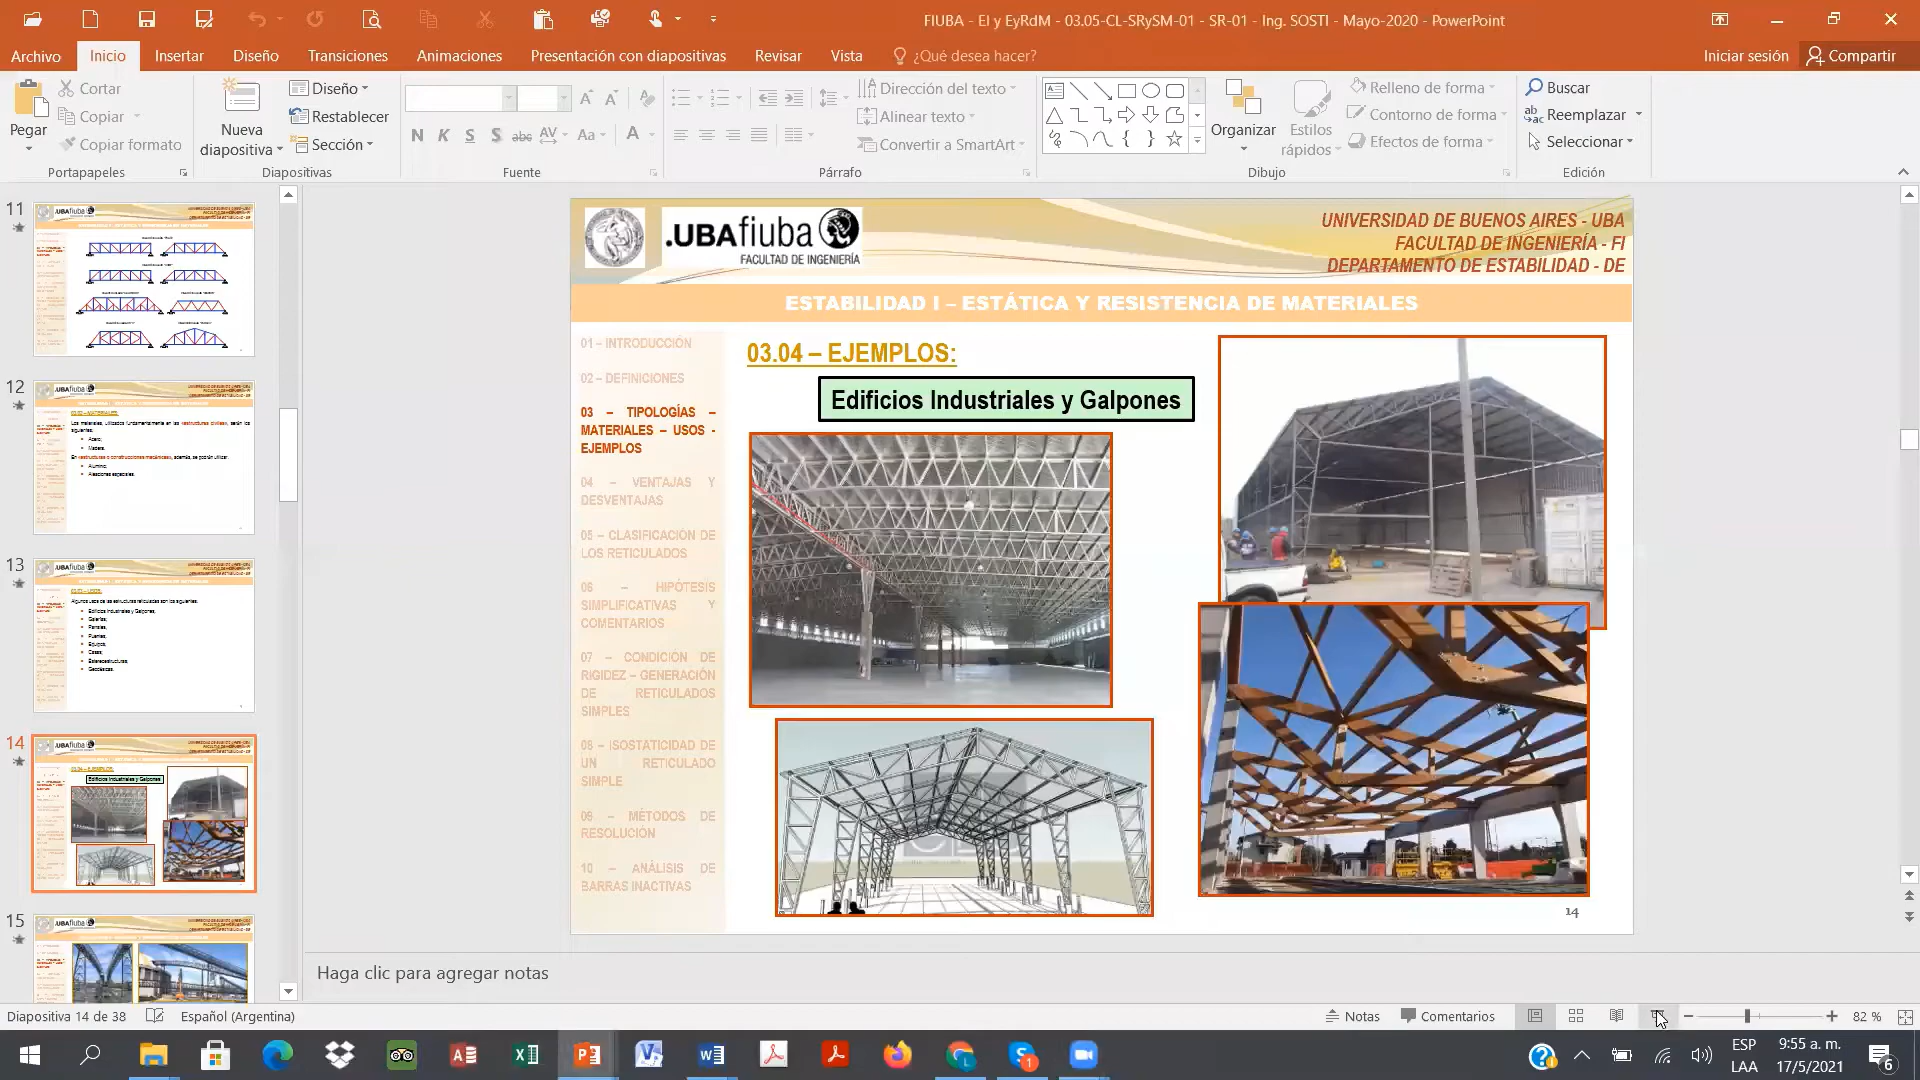 FIUBA - EI y EyRdM - 03.05-CL-SRySM-01 - SR-01 - Ing. SOSTI - Mayo-2020 - PowerPoint
Archivo
Inicio
Insertar
Diseño
Transiciones
Animaciones
Presentación con diapositivas
Revisar
Vista
¿Qué desea hacer?
Iniciar sesión
Compartir
Pegar
Cortar
Copiar
Copiar formato
Portapapeles
Nueva
diapositiva
Diseño
Restablecer
Sección
Diapositivas
N K S S abc AV Aa A
Fuente
Dirección del texto
Alinear texto
Convertir a SmartArt
Párrafo
Organizar
Estilos
rápidos
Relleno de forma
Contorno de forma
Efectos de forma
Dibujo
Buscar
Reemplazar
Seleccionar
Edición
11
12
13
14
15
.UBAfiuba
FACULTAD DE INGENIERÍA
UNIVERSIDAD DE BUENOS AIRES - UBA
FACULTAD DE INGENIERÍA - FI
DEPARTAMENTO DE ESTABILIDAD - DE
ESTABILIDAD I – ESTÁTICA Y RESISTENCIA DE MATERIALES
01 – INTRODUCCIÓN
02 – DEFINICIONES
03 – TIPOLOGÍAS –
MATERIALES – USOS -
EJEMPLOS
04 – VENTAJAS Y
DESVENTAJAS
05 – CLASIFICACIÓN DE
LOS RETICULADOS
06 – HIPÓTESIS
SIMPLIFICATIVAS Y
COMENTARIOS
07 – CONDICIÓN DE
RIGIDEZ – GENERACIÓN
DE RETICULADOS
SIMPLES
08 – ISOSTATICIDAD DE
UN RETICULADO
SIMPLE
09 – MÉTODOS DE
RESOLUCIÓN
10 – ANÁLISIS DE
BARRAS INACTIVAS
03.04 – EJEMPLOS:
Edificios Industriales y Galpones
14
Haga clic para agregar notas
Diapositiva 14 de 38
Español (Argentina)
Notas
Comentarios
82 %
ESP
LAA
9:55 a. m.
17/5/2021
6